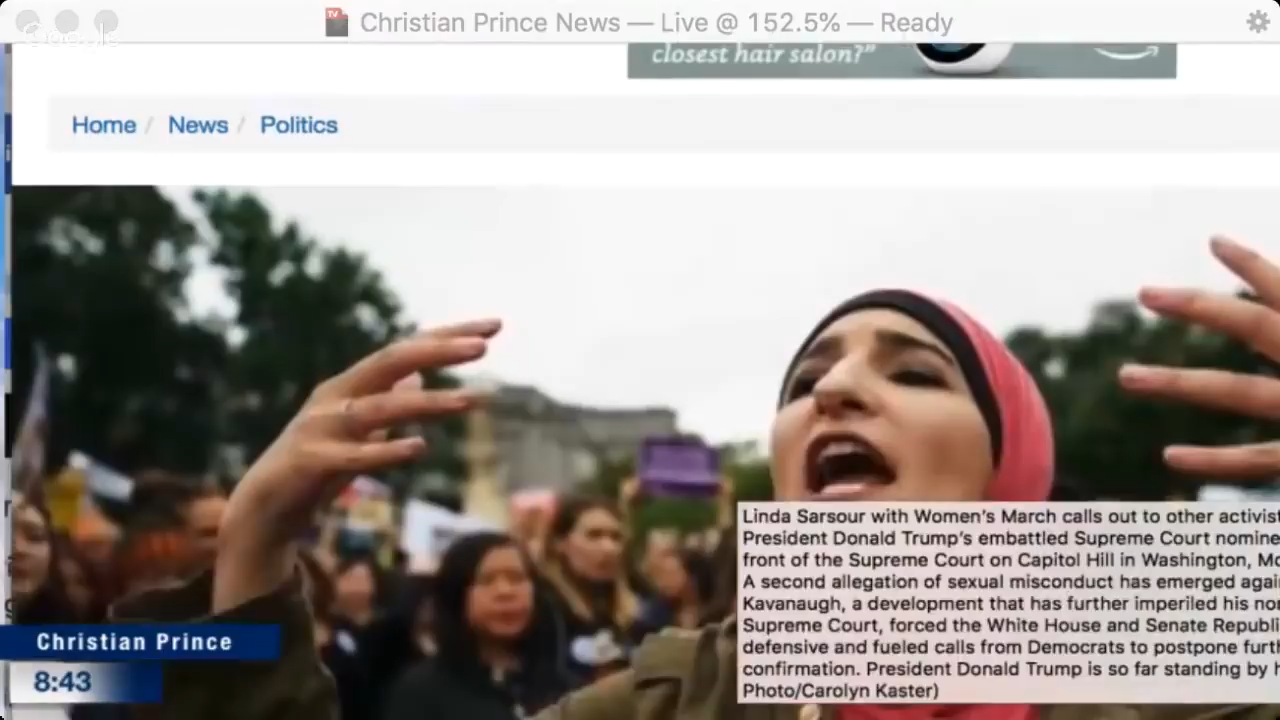 Christian Prince News — Live @ 152.5% — Ready
Google
closest hair salon?”
Home / News / Politics
Linda Sarsour with Women's March calls out to other activist
President Donald Trump's embattled Supreme Court nomine
front of the Supreme Court on Capitol Hill in Washington, Mo
A second allegation of sexual misconduct has emerged agai
Kavanaugh, a development that has further imperiled his no
Supreme Court, forced the White House and Senate Republi
defensive and fueled calls from Democrats to postpone furt
confirmation. President Donald Trump is so far standing by h
Photo/Carolyn Kaster)
Christian Prince
8:43